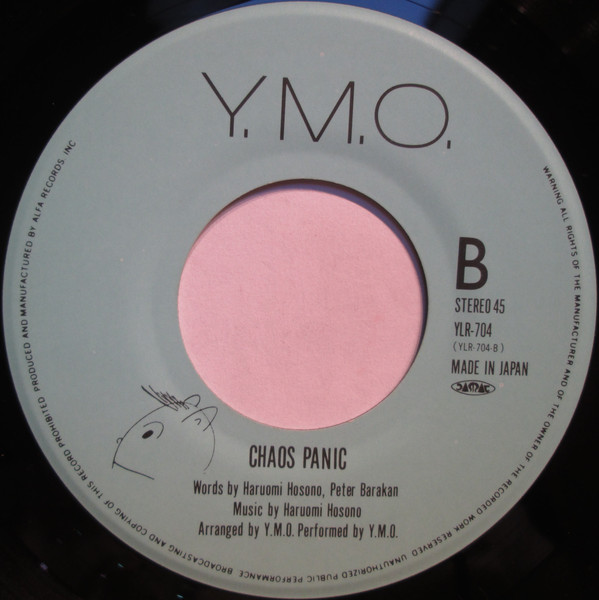 Y.M.O.
B
STEREO 45
YLR-704
(YLR-704-B)
MADE IN JAPAN
JASRAC
CHAOS PANIC
Words by Haruomi Hosono, Peter Barakan
Music by Haruomi Hosono
Arranged by Y.M.O. Performed by Y.M.O.
WARNING ALL RIGHTS OF THE MANUFACTURER AND OF THE OWNER OF THE RECORDED WORK RESERVED UNAUTHORIZED PUBLIC PERFORMANCE BROADCASTING AND COPYING OF THIS RECORD PROHIBITED PRODUCED AND MANUFACTURED BY ALFA RECORDS, INC